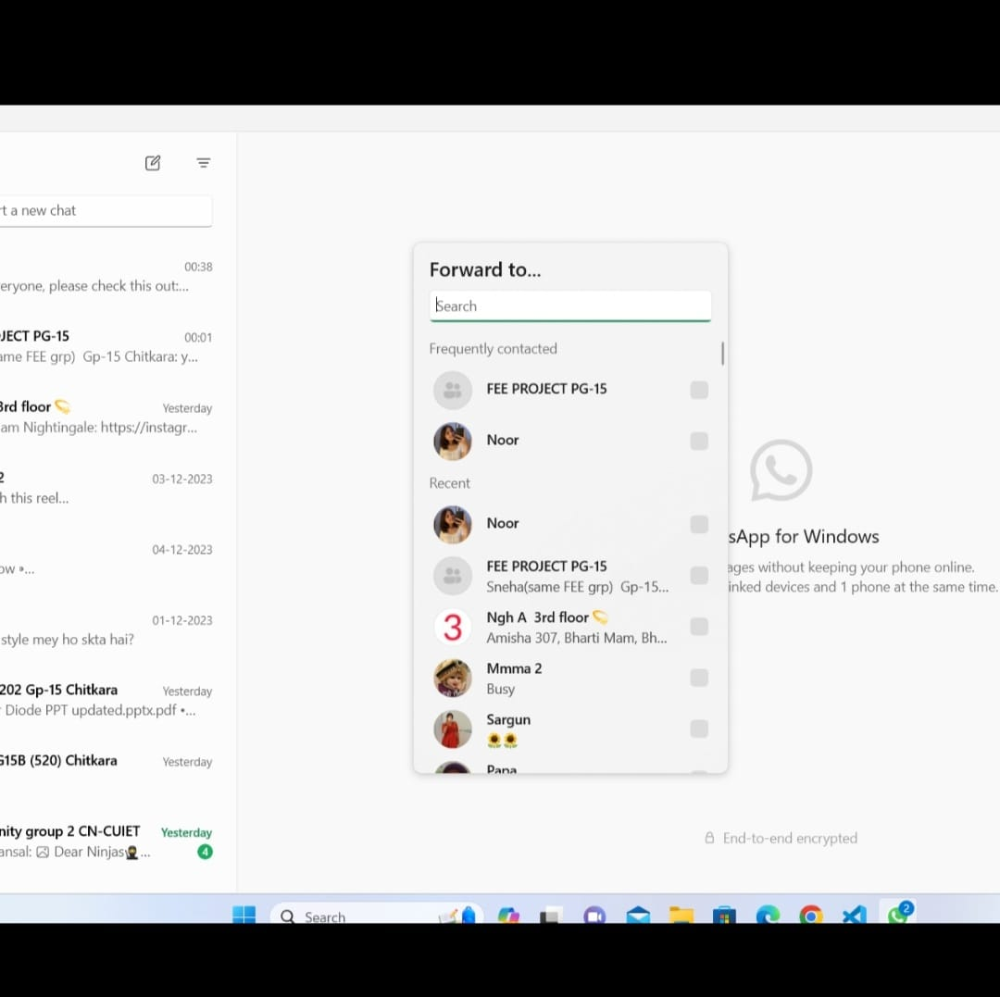 rt a new chat
00:38
eryone, please check this out:...
JECT PG-15
00:01
ame FEE grp) Gp-15 Chitkara: y...
3rd floor💫
Yesterday
am Nightingale: https://instagr...
2
03-12-2023
h this reel...
04-12-2023
ow •...
01-12-2023
style mey ho skta hai?
202 Gp-15 Chitkara
Yesterday
Diode PPT updated.pptx.pdf •...
G15B (520) Chitkara
Yesterday
nity group 2 CN-CUIET
Yesterday
ansal: Dear Ninjas🥷...
4
Forward to...
Search
Frequently contacted
FEE PROJECT PG-15
Noor
Recent
Noor
FEE PROJECT PG-15
Sneha(same FEE grp) Gp-15...
3
Ngh A 3rd floor💫
Amisha 307, Bharti Mam, Bh...
Mmma 2
Busy
Sargun
🌻🌻
Papa
sApp for Windows
ages without keeping your phone online.
inked devices and 1 phone at the same time.
End-to-end encrypted
Search
2